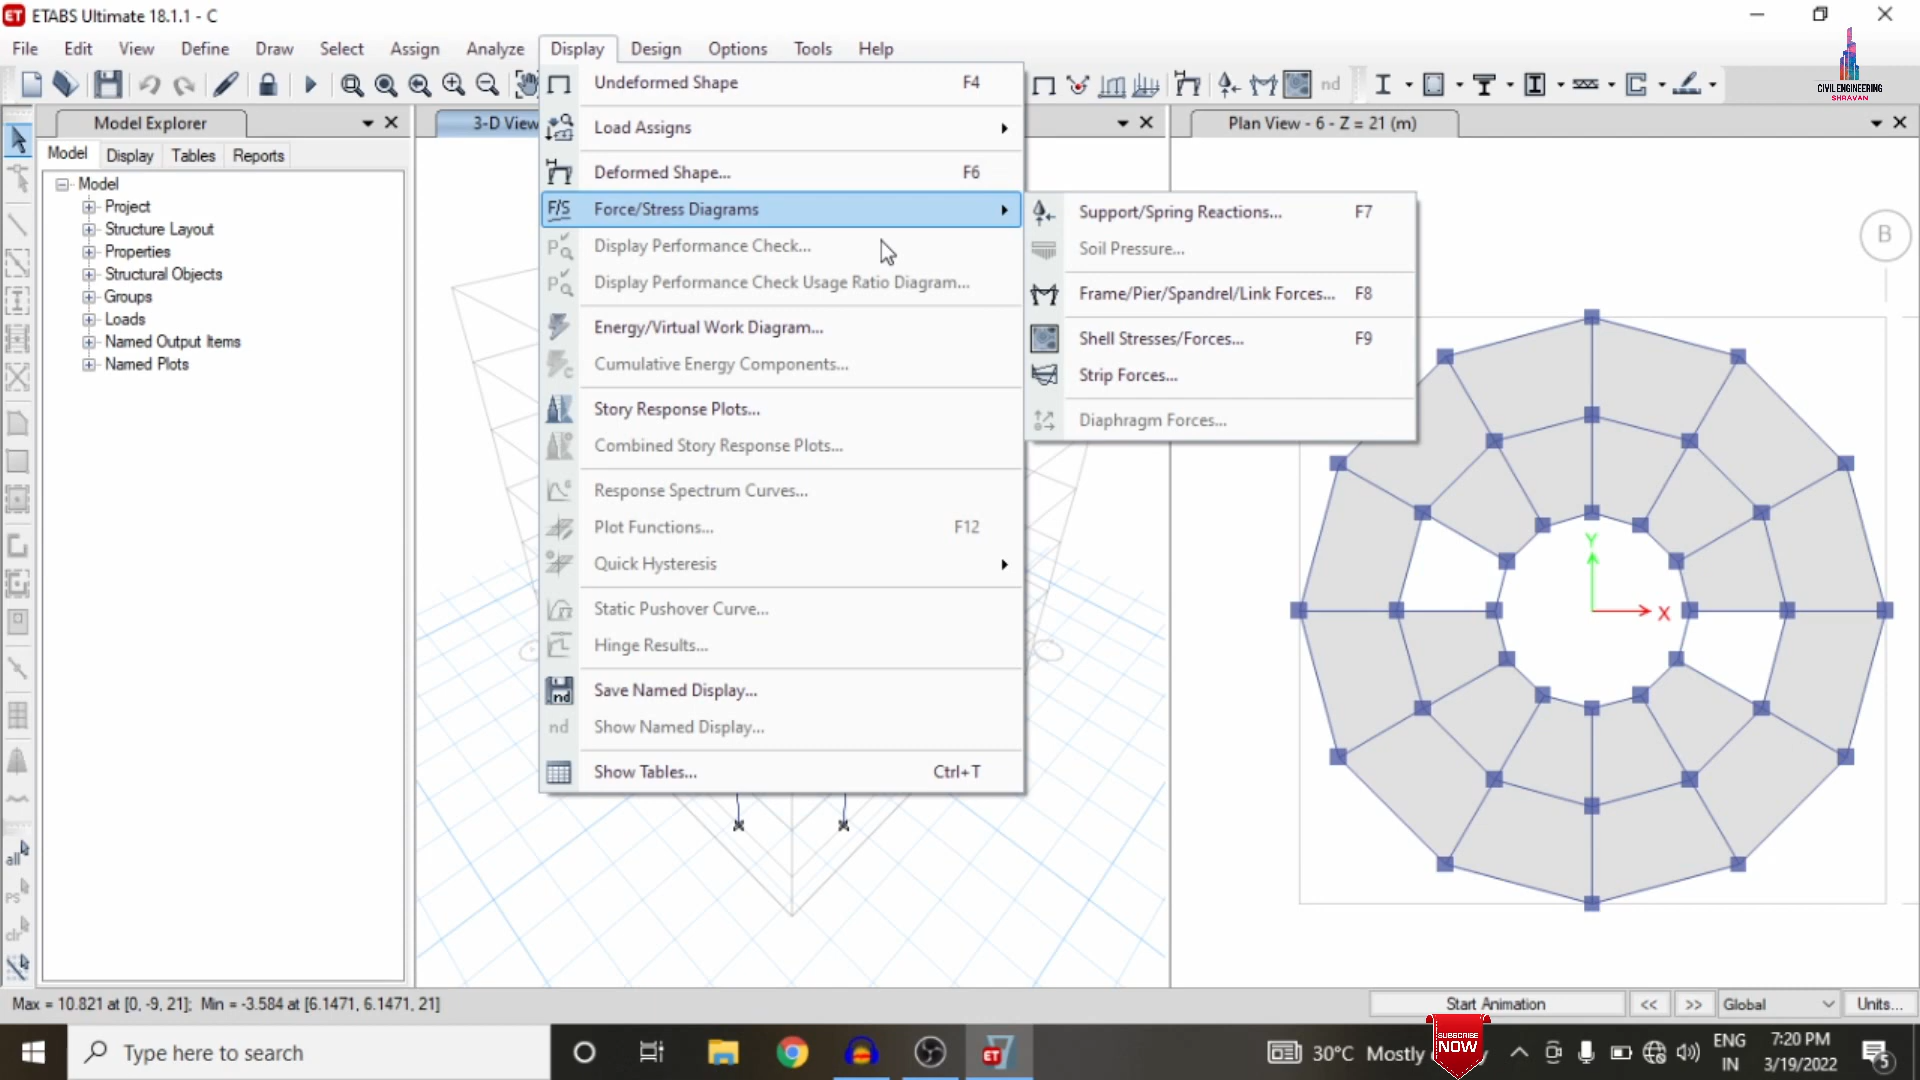 ETABS Ultimate 18.1.1 - C
File Edit View Define Draw Select Assign Analyze Display Design Options Tools Help
nd
CIVIL ENGINEERING
SHRAVAN
Model Explorer
3-D View
Plan View - 6 - Z = 21 (m)
Model Display Tables Reports
Model
Project
Structure Layout
Properties
Structural Objects
Groups
Loads
Named Output Items
Named Plots
Undeformed Shape F4
Load Assigns
Deformed Shape... F6
F/S Force/Stress Diagrams
Display Performance Check...
Display Performance Check Usage Ratio Diagram...
Energy/Virtual Work Diagram...
Cumulative Energy Components...
Story Response Plots...
Combined Story Response Plots...
Response Spectrum Curves...
Plot Functions... F12
Quick Hysteresis
Static Pushover Curve...
Hinge Results...
Save Named Display...
nd Show Named Display...
Show Tables... Ctrl+T
Support/Spring Reactions... F7
Soil Pressure...
Frame/Pier/Spandrel/Link Forces... F8
Shell Stresses/Forces... F9
Strip Forces...
Diaphragm Forces...
B
Y
X
all
PS
clr
Max = 10.821 at [0, -9, 21]; Min = -3.584 at [6.1471, 6.1471, 21]
Start Animation << >> Global Units...
Type here to search
ET
30°C Mostly
SUBSCRIBE
NOW
ENG
IN
7:20 PM
3/19/2022
5